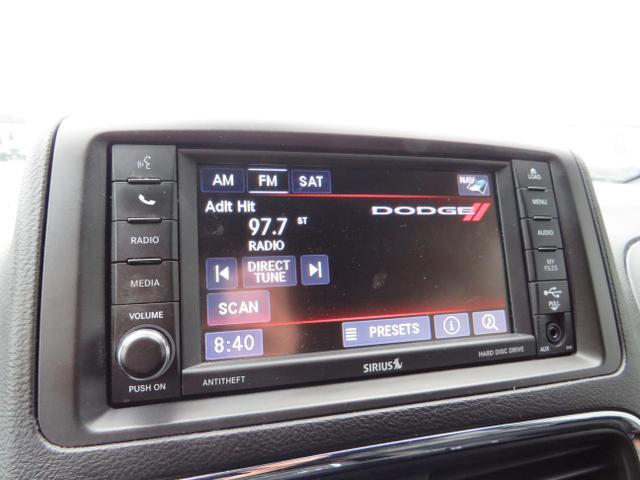 AM FM SAT NAV
Adlt Hit
97.7 ST
RADIO
DODGE
DIRECT
TUNE
SCAN
8:40
PRESETS
RADIO
MEDIA
VOLUME
PUSH ON
ANTITHEFT
SIRIUS
HARD DISC DRIVE
LOAD
MENU
AUDIO
MY
FILES
PULL
AUX